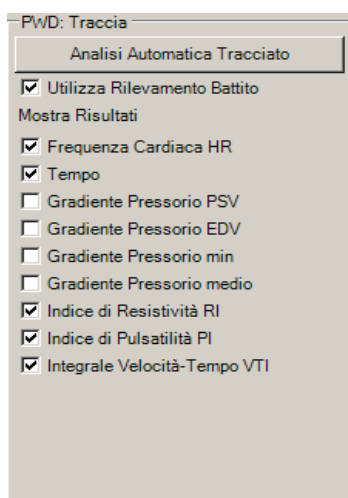 PWD: Traccia
Analisi Automatica Tracciato
Utilizza Rilevamento Battito
Mostra Risultati
Frequenza Cardiaca HR
Tempo
Gradiente Pressorio PSV
Gradiente Pressorio EDV
Gradiente Pressorio min
Gradiente Pressorio medio
Indice di Resistività RI
Indice di Pulsatilità PI
Integrale Velocità-Tempo VTI